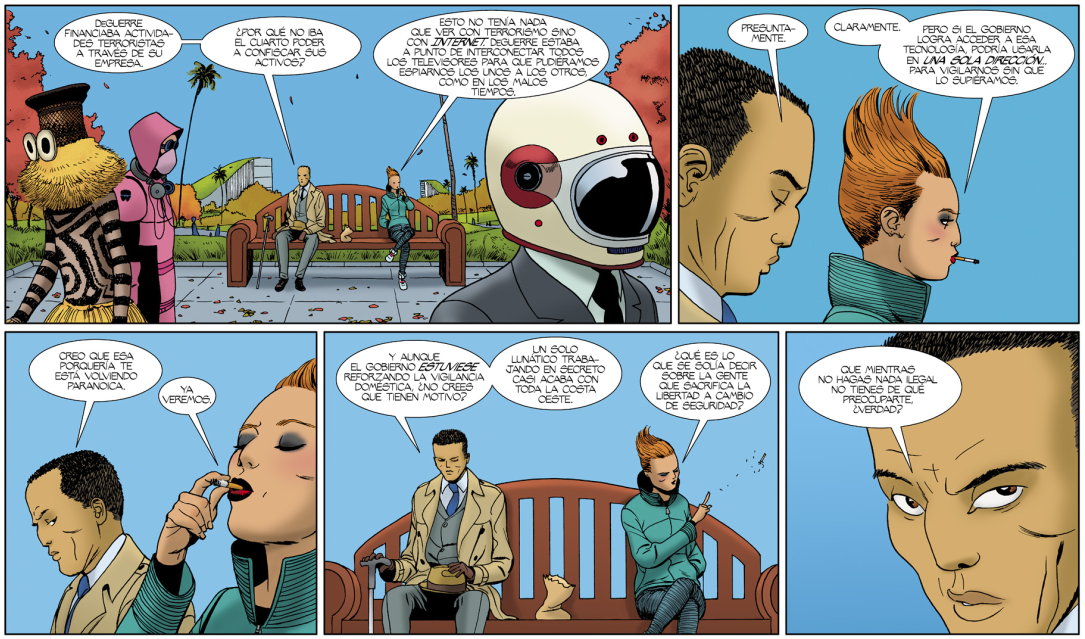 DEGUERRE
FINANCIABA ACTIVIDA-
DES TERRORISTAS
A TRAVÉS DE SU
EMPRESA.
¿POR QUÉ NO IBA
EL CUARTO PODER
A CONFISCAR SUS
ACTIVOS?
ESTO NO TENÍA NADA
QUE VER CON TERRORISMO SINO
CON INTERNET. DEGUERRE ESTABA
A PUNTO DE INTERCONECTAR TODOS
LOS TELEVISORES PARA QUE PUDIÉRAMOS
ESPIARNOS LOS UNOS A LOS OTROS,
COMO EN LOS MALOS
TIEMPOS.
PRESUNTA-
MENTE.
CLARAMENTE.
PERO SI EL GOBIERNO
LOGRA ACCEDER A ESA
TECNOLOGÍA, PODRÍA USARLA
EN UNA SOLA DIRECCIÓN...
PARA VIGILARNOS SIN QUE
LO SUPIÉRAMOS.
CREO QUE ESA
PORQUERÍA TE
ESTÁ VOLVIENDO
PARANOICA.
YA
VEREMOS.
Y AUNQUE
EL GOBIERNO ESTUVIESE
REFORZANDO LA VIGILANCIA
DOMÉSTICA, ¿NO CREES
QUE TIENEN MOTIVO?
UN SOLO
LUNÁTICO TRABA-
JANDO EN SECRETO
CASI ACABA CON
TODA LA COSTA
OESTE.
¿QUÉ ES LO
QUE SE SOLÍA DECIR
SOBRE LA GENTE
QUE SACRIFICA LA
LIBERTAD A CAMBIO
DE SEGURIDAD?
QUE MIENTRAS
NO HAGAS NADA ILEGAL
NO TIENES DE QUÉ
PREOCUPARTE,
¿VERDAD?